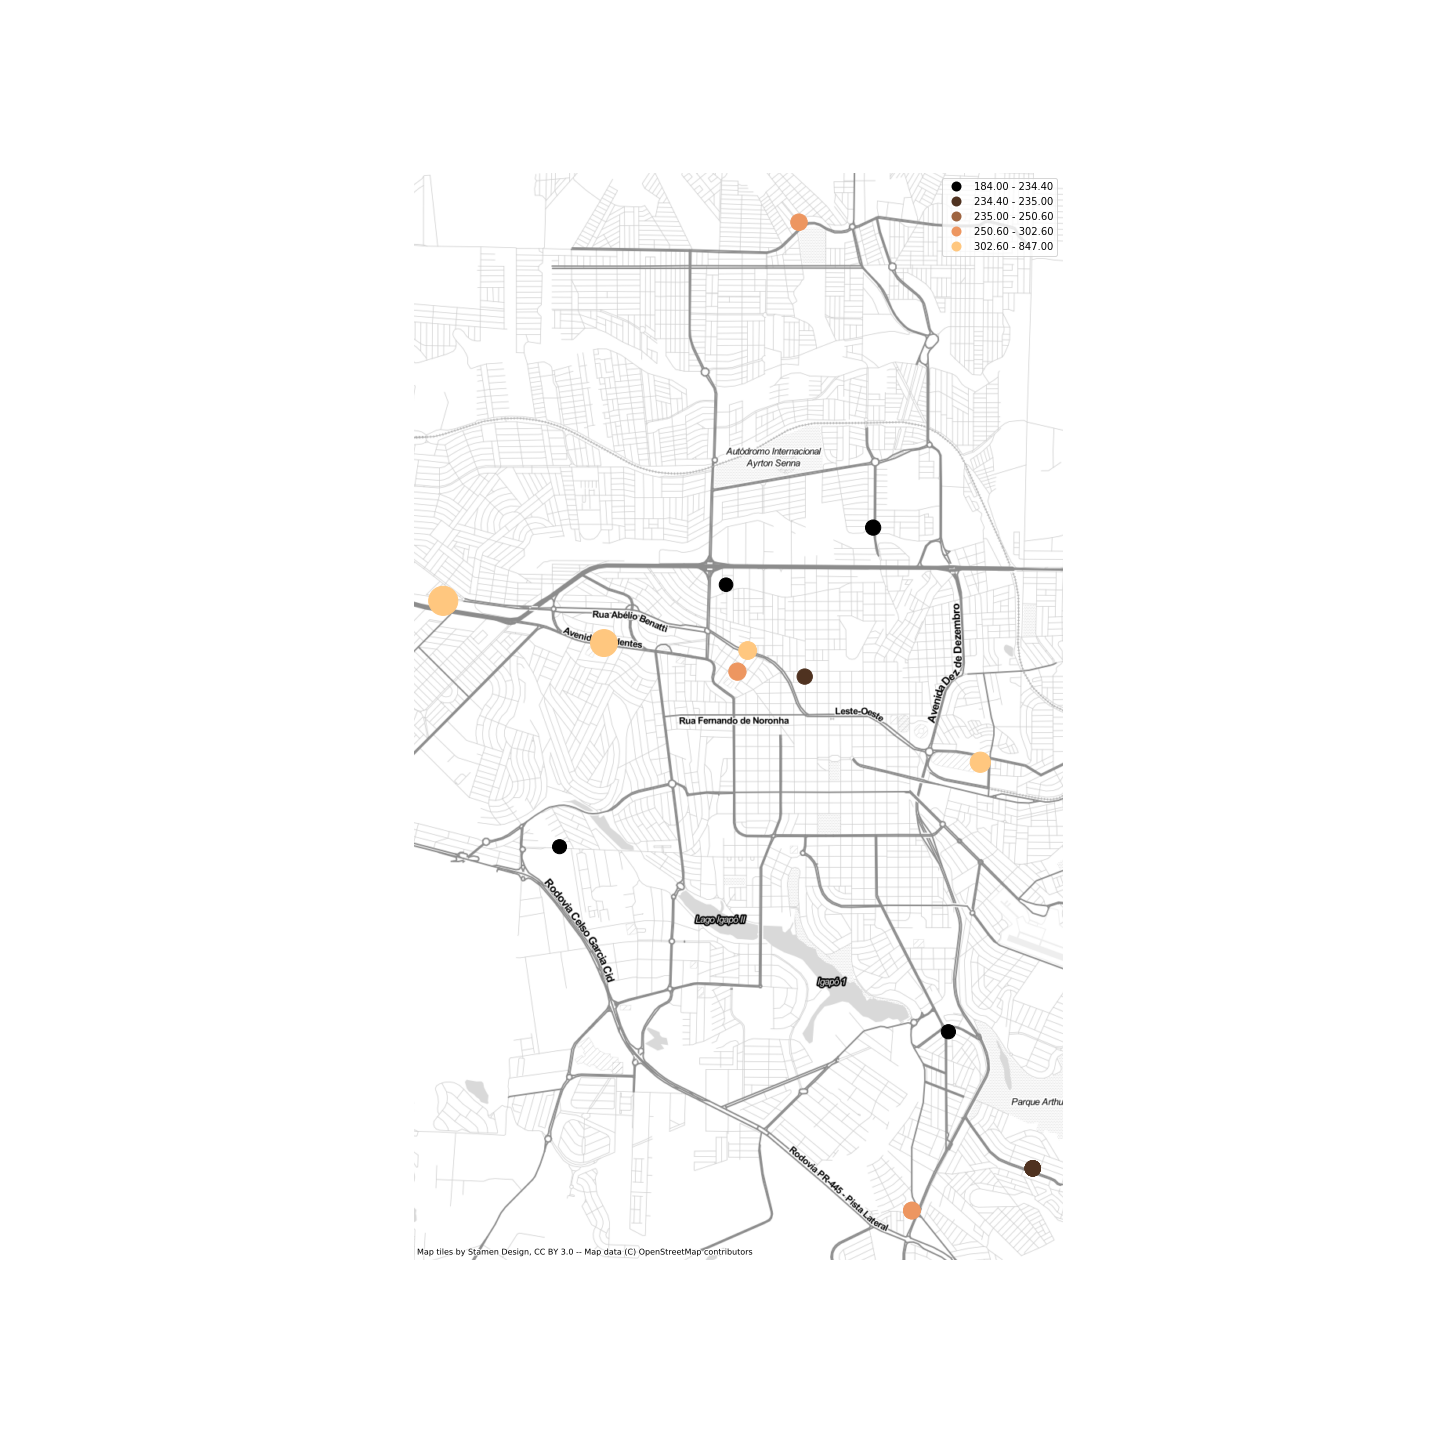 184.00 - 234.40
234.40 - 235.00
235.00 - 250.60
250.60 - 302.60
302.60 - 847.00
Autódromo Internacional
Ayrton Senna
Rua Abélio Benatti
Avenid
dentes
Avenida Dez de Dezembro
Leste-Oeste
Rua Fernando de Noronha
Rodovia Celso Garcia Cid
Lago Igapó II
Igapó 1
Parque Arthu
Rodovia PR-445 - Pista Lateral
Map tiles by Stamen Design, CC BY 3.0 -- Map data (C) OpenStreetMap contributors